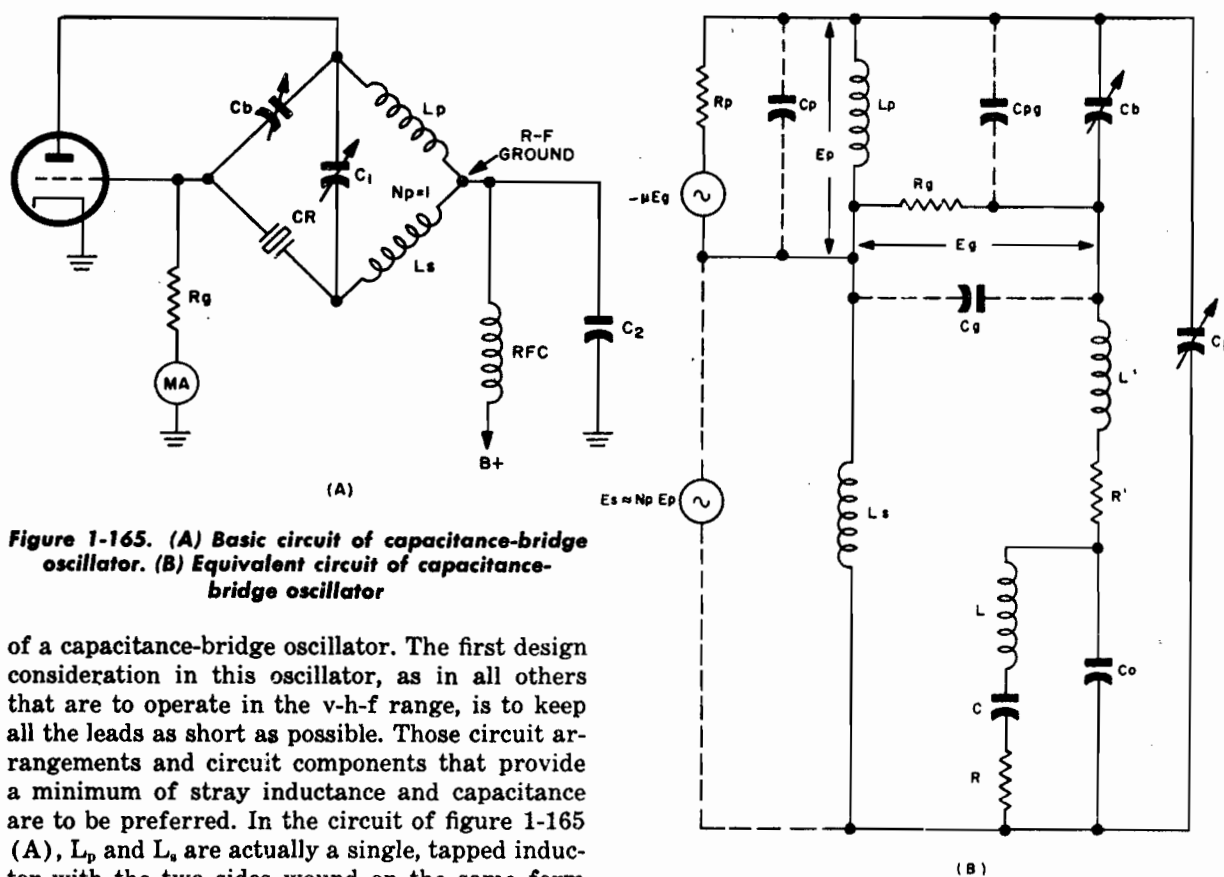 Cb
Lp
R-F
GROUND
C1
Np=1
CR
Ls
Rg
MA
RFC
C2
B+
(A)
Figure 1-165. (A) Basic circuit of capacitance-bridge
oscillator. (B) Equivalent circuit of capacitance-
bridge oscillator
of a capacitance-bridge oscillator. The first design
consideration in this oscillator, as in all others
that are to operate in the v-h-f range, is to keep
all the leads as short as possible. Those circuit ar-
rangements and circuit components that provide
a minimum of stray inductance and capacitance
are to be preferred. In the circuit of figure 1-165
(A), Lp and Ls are actually a single, tapped induc-
tor with the two sides wound on the same form
Rp
Cp
Ep
Lp
Cpg
Cb
-μEg
Rg
Eg
Cg
L'
R'
Es ≈ Np Ep
Ls
L
C
R
Co
(B)